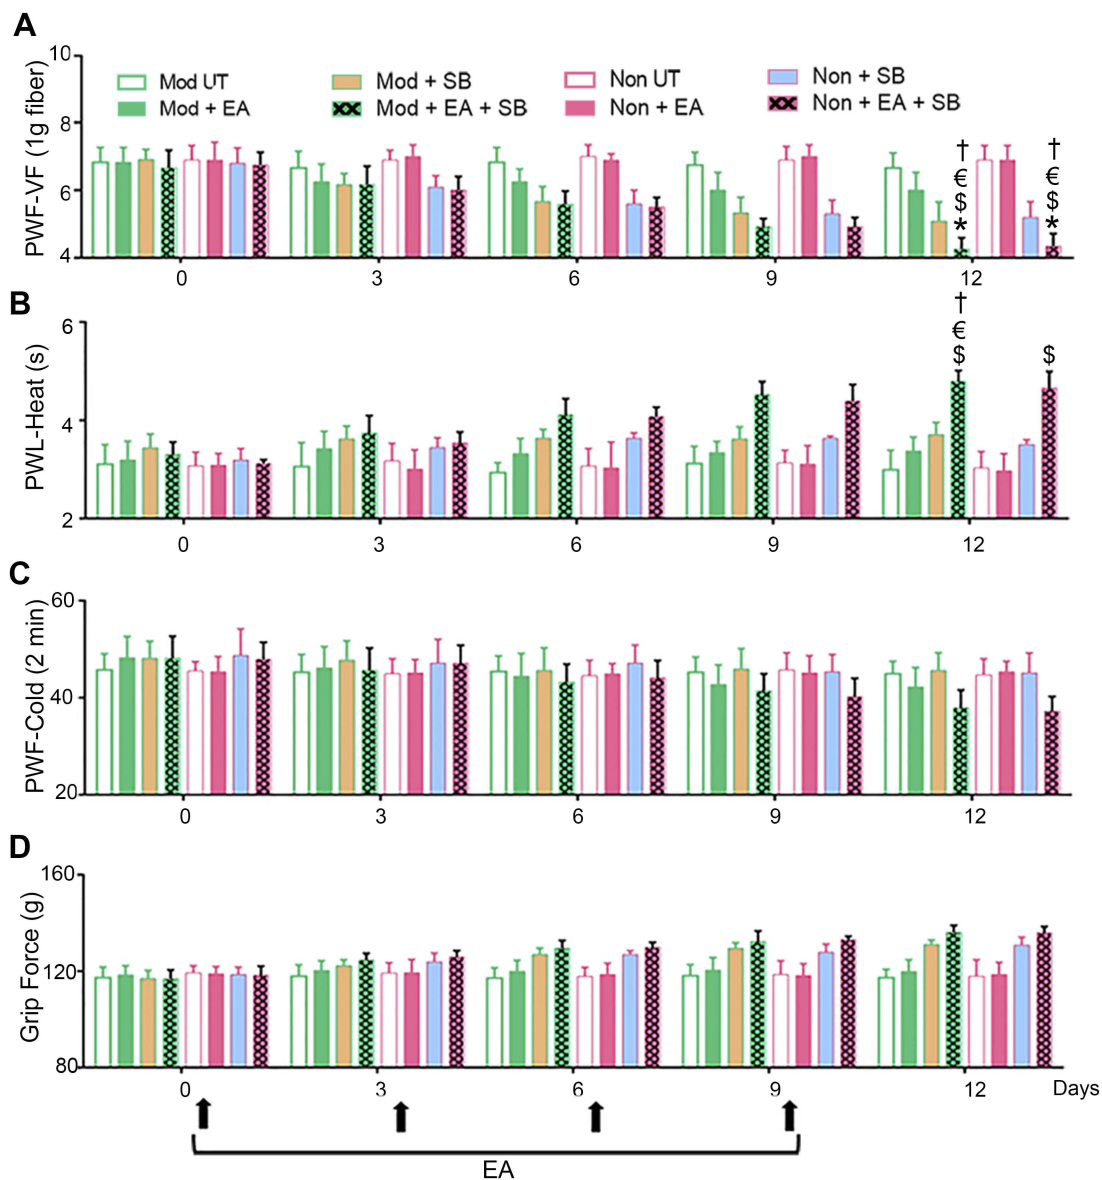 A
PWF-VF (1g fiber)
10
8
6
4
Mod UT
Mod + EA
Mod + SB
Mod + EA + SB
Non UT
Non + EA
Non + SB
Non + EA + SB
†
€
$
*
†
€
$
*
0 3 6 9 12
B
PWL-Heat (s)
6
4
2
†
€
$
$
0 3 6 9 12
C
PWF-Cold (2 min)
60
40
20
0 3 6 9 12
D
Grip Force (g)
160
120
80
0 3 6 9 12 Days
EA